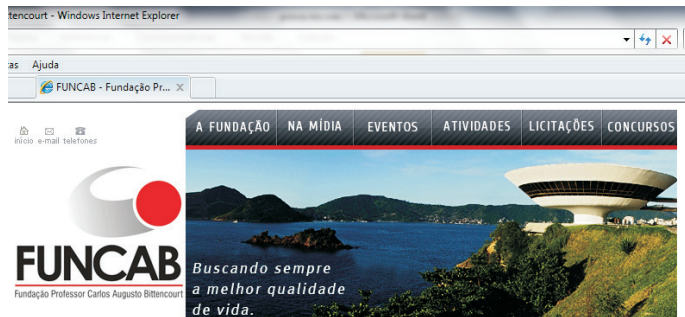 ttencourt - Windows Internet Explorer
as Ajuda
FUNCAB - Fundação Pr...
A FUNDAÇÃO NA MÍDIA EVENTOS ATIVIDADES LICITAÇÕES CONCURSOS
início e-mail telefones
FUNCAB
Fundação Professor Carlos Augusto Bittencourt
Buscando sempre
a melhor qualidade
de vida.